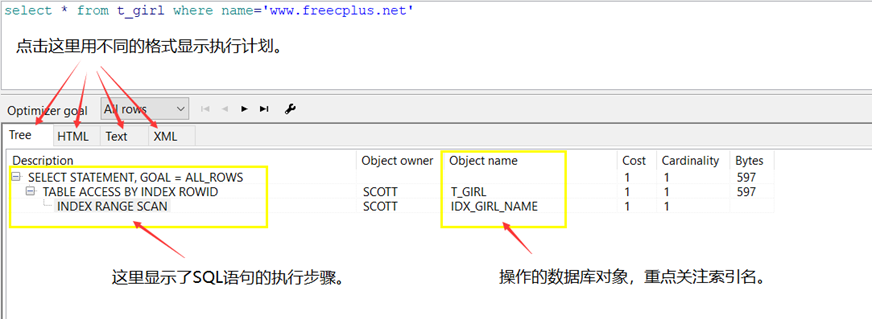 select * from t_girl where name='www.freecplus.net'
点击这里用不同的格式显示执行计划。
Optimizer goal All rows
Tree HTML Text XML
Description Object owner Object name Cost Cardinality Bytes
SELECT STATEMENT, GOAL = ALL_ROWS 1 1 597
TABLE ACCESS BY INDEX ROWID SCOTT T_GIRL 1 1 597
INDEX RANGE SCAN SCOTT IDX_GIRL_NAME 1 1
这里显示了SQL语句的执行步骤。
操作的数据库对象，重点关注索引名。